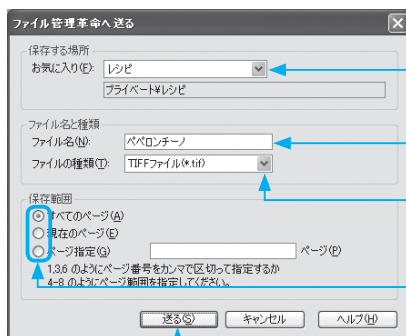 ファイル管理革命へ送る
保存する場所
お気に入り(F): レシピ
プライベート¥レシピ
ファイル名と種類
ファイル名(N): ペペロンチーノ
ファイルの種類(T): TIFFファイル(*.tif)
保存範囲
すべてのページ(A)
現在のページ(E)
ページ指定(G) ページ(P)
1,3,6 のようにページ番号をカンマで区切って指定するか
4-8 のようにページ範囲を指定してください。
送る(S) キャンセル ヘルプ(H)